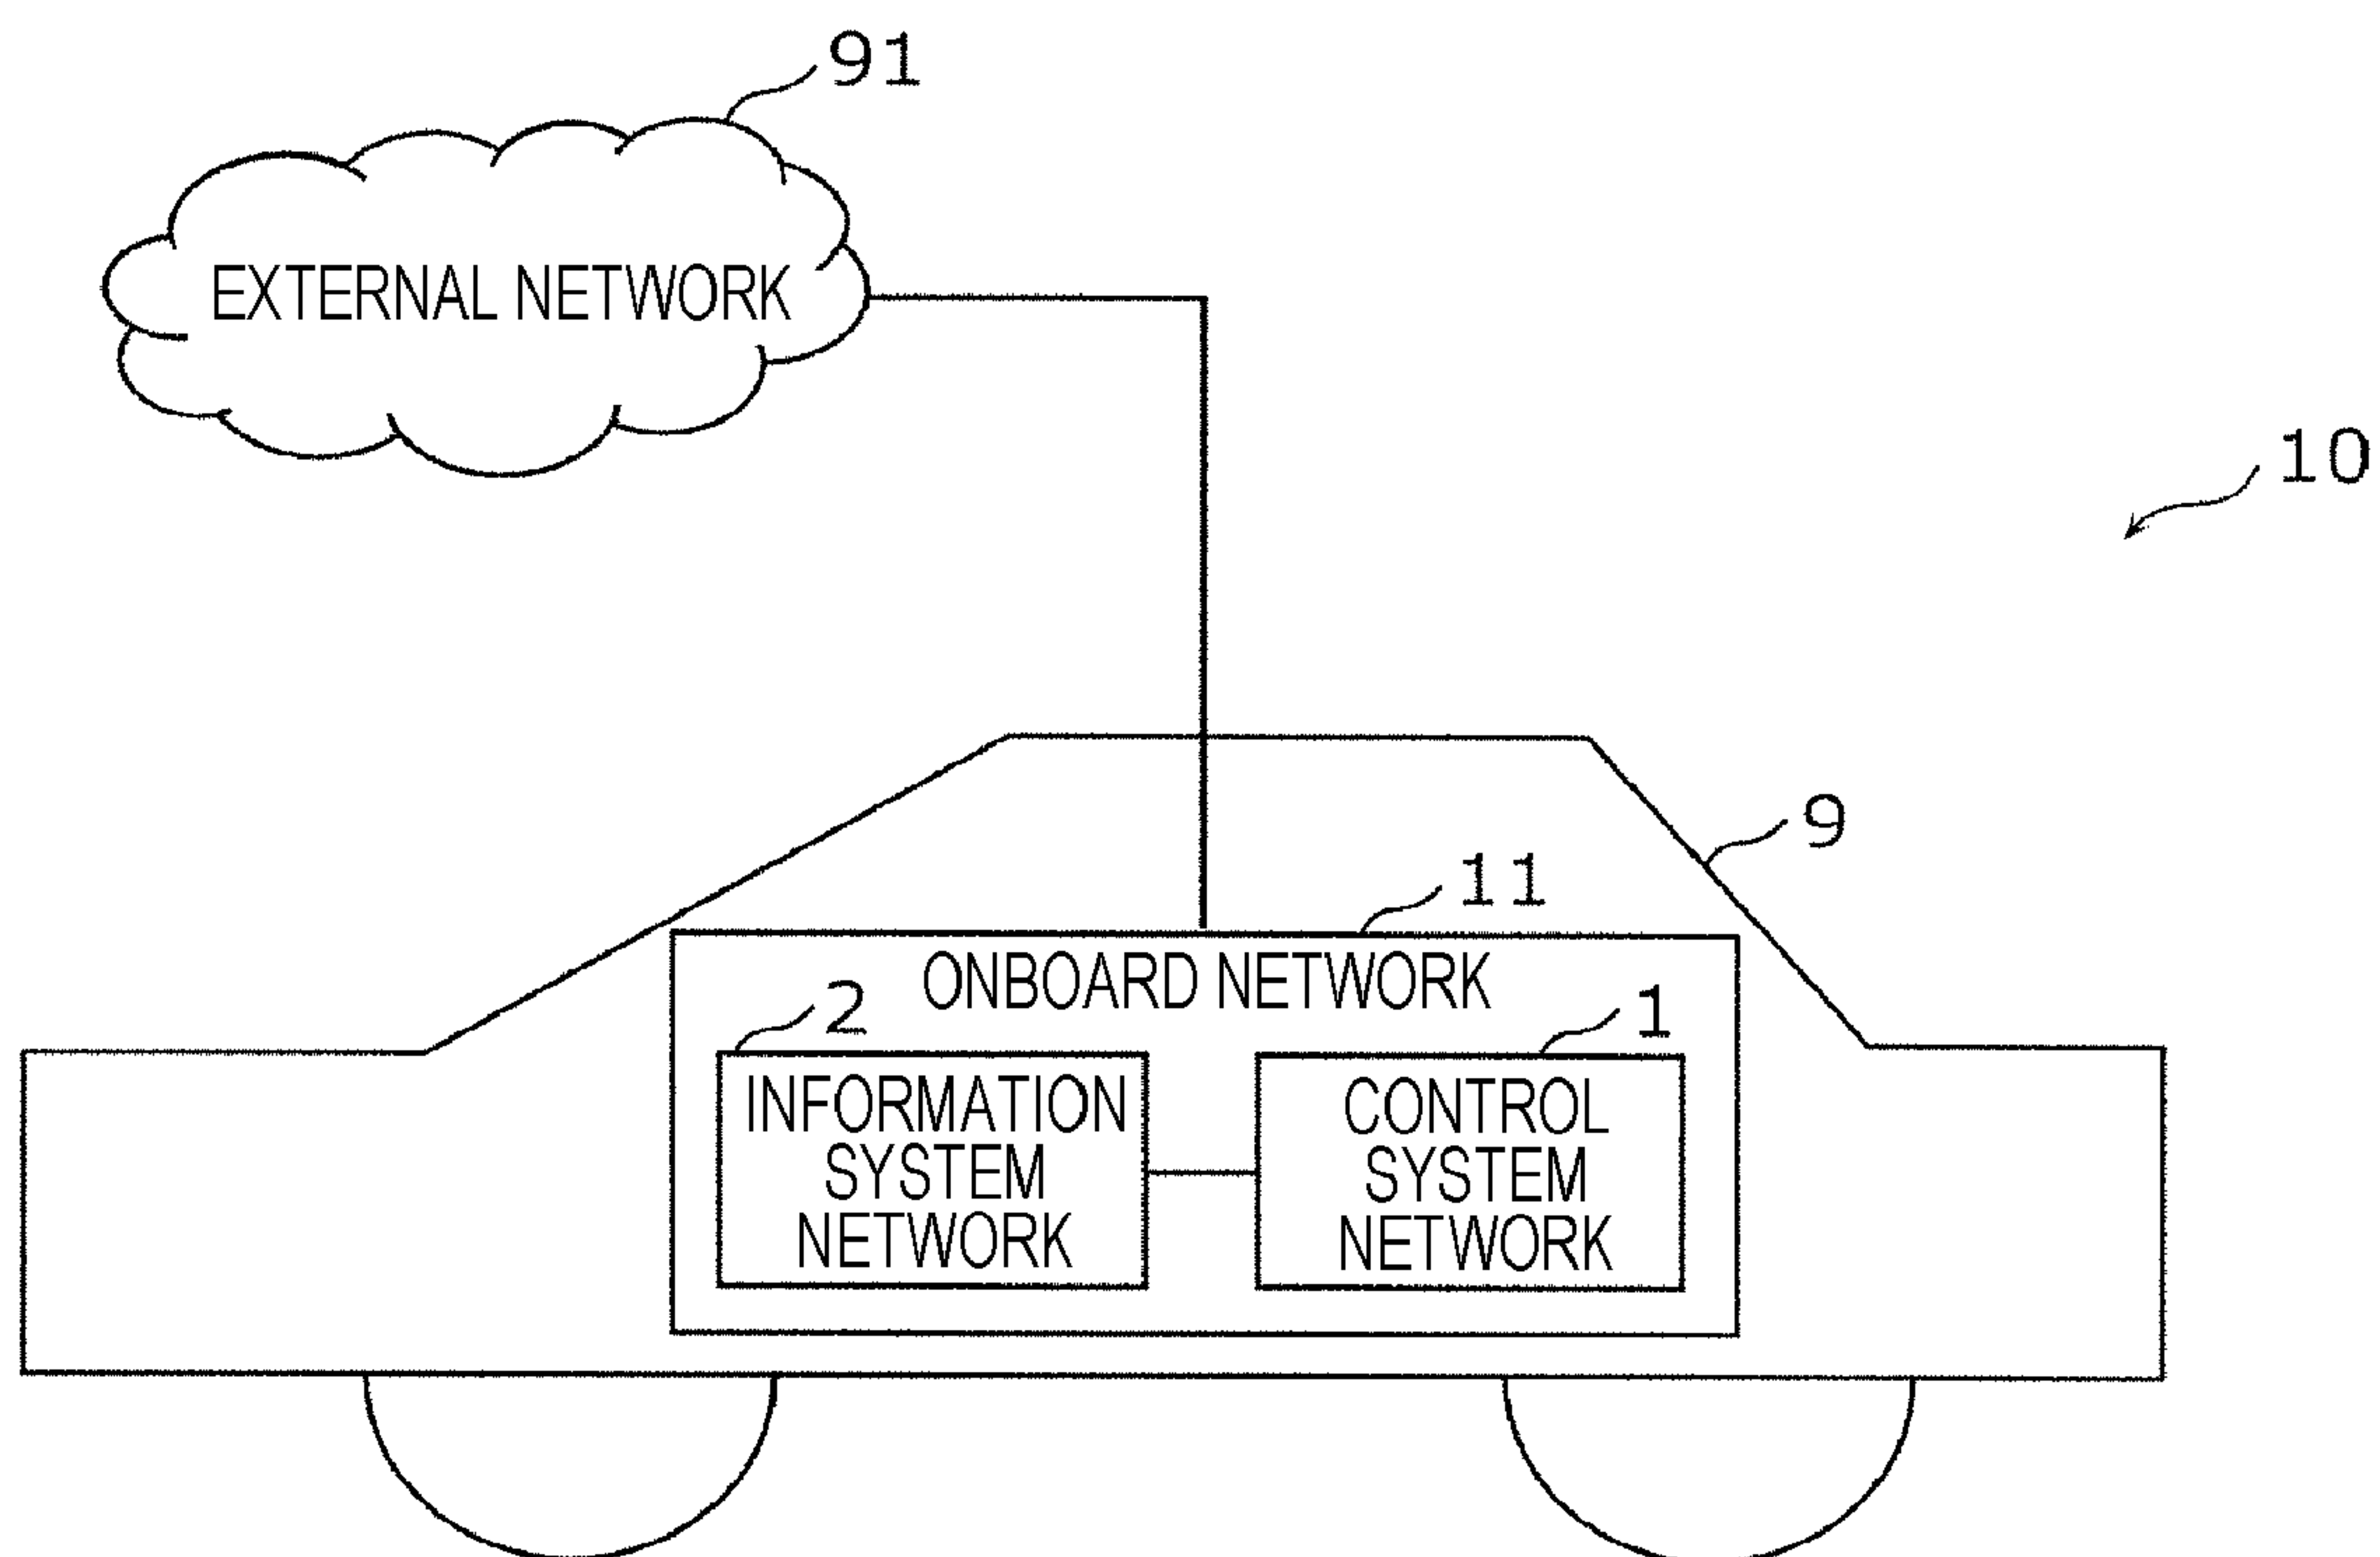 91
EXTERNAL NETWORK
10
9
11
ONBOARD NETWORK
2
1
INFORMATION
SYSTEM
NETWORK
CONTROL
SYSTEM
NETWORK